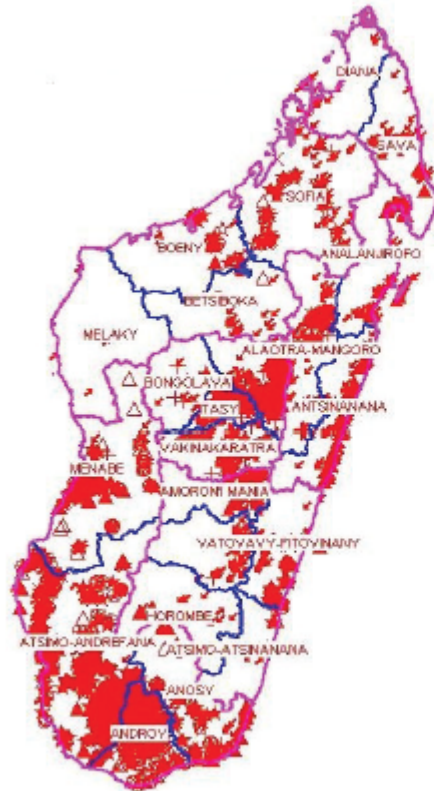 DIANA
SAVA
SOFIA
BOENY
ANALANJIROFO
BETSIBOKA
MELAKY
ALAOTRA-MANGORO
BONGOLAVA
ITASY
ANTSINANANA
VAKINAKARATRA
MENABE
AMORONI MANIA
VATOVAVY-FITOVINANY
HOROMBE
ATSIMO-ANDREFANA
ATSIMO-ATSINANANA
ANOSY
ANDROY